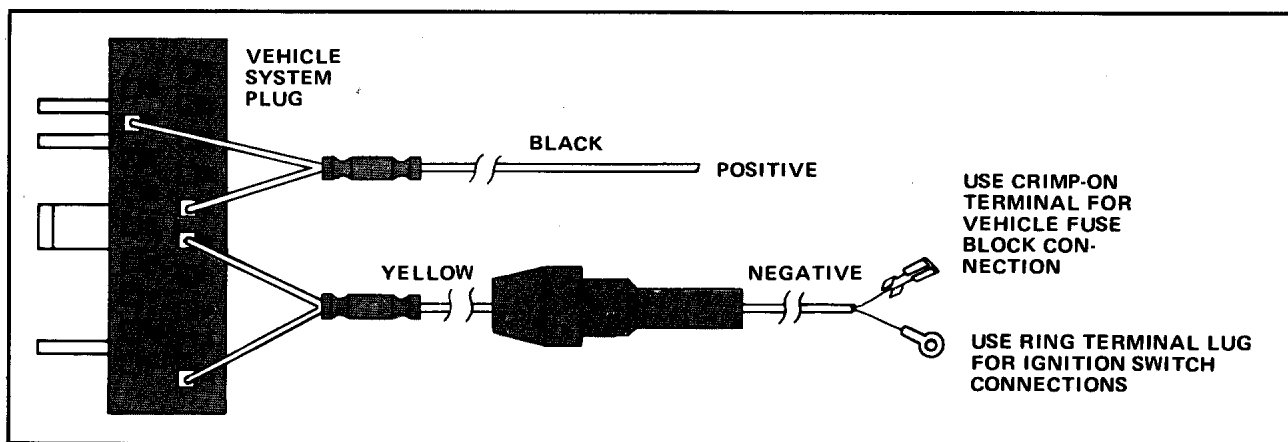 VEHICLE
SYSTEM
PLUG
BLACK
POSITIVE
USE CRIMP-ON
TERMINAL FOR
VEHICLE FUSE
BLOCK CON-
NECTION
YELLOW
NEGATIVE
USE RING TERMINAL LUG
FOR IGNITION SWITCH
CONNECTIONS